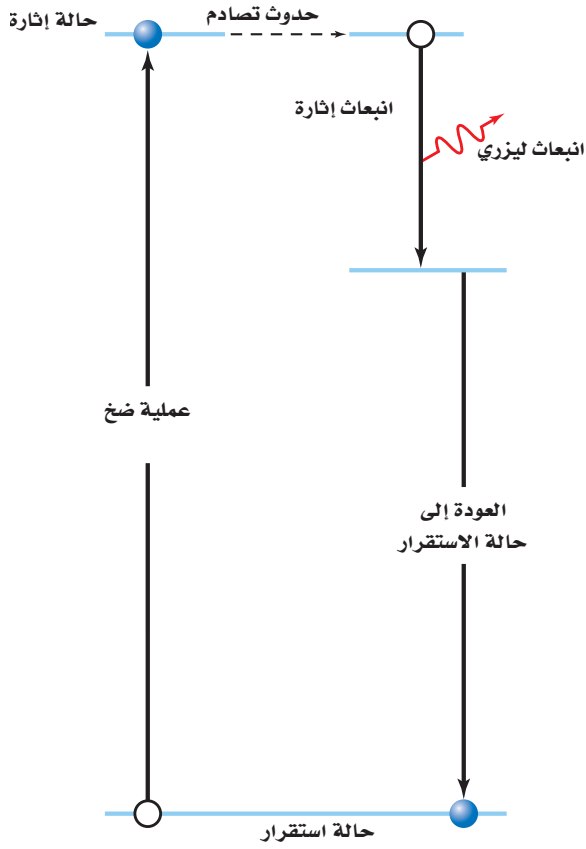 حالة إثارة
حدوث تصادم
انبعاث إثارة
انبعاث ليزري
عملية ضخ
العودة إلى
حالة الاستقرار
حالة استقرار